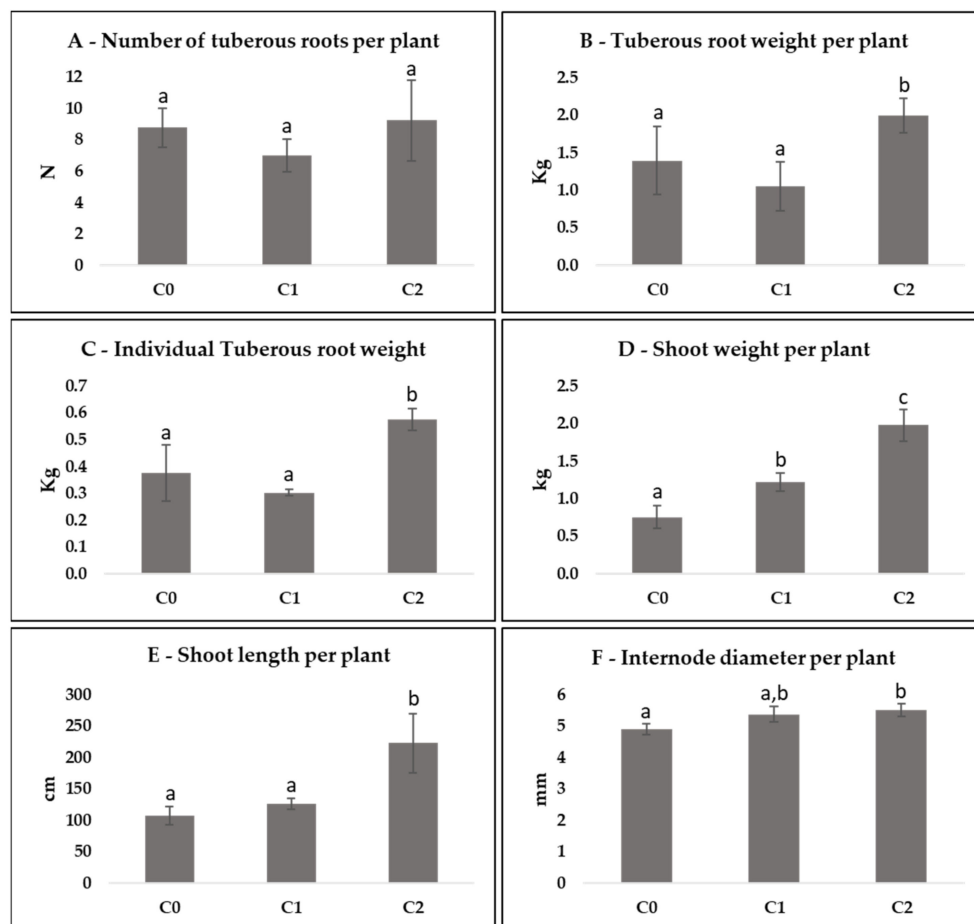 A - Number of tuberous roots per plant
12
10
8
6
4
2
0
N
a
a
a
C0
C1
C2
B - Tuberous root weight per plant
2.5
2.0
1.5
1.0
0.5
0.0
Kg
a
a
b
C0
C1
C2
C - Individual Tuberous root weight
0.7
0.6
0.5
0.4
0.3
0.2
0.1
0.0
Kg
a
a
b
C0
C1
C2
D - Shoot weight per plant
2.5
2.0
1.5
1.0
0.5
0.0
kg
a
b
c
C0
C1
C2
E - Shoot length per plant
300
250
200
150
100
50
0
cm
a
a
b
C0
C1
C2
F - Internode diameter per plant
6
5
4
3
2
1
0
mm
a
a,b
b
C0
C1
C2